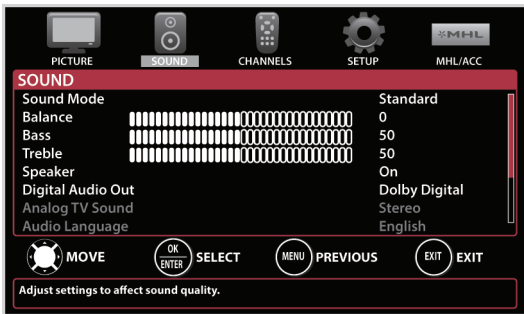 MHL
PICTURE SOUND CHANNELS SETUP MHL/ACC
SOUND
Sound Mode Standard
Balance 0
Bass 50
Treble 50
Speaker On
Digital Audio Out Dolby Digital
Analog TV Sound Stereo
Audio Language English
MOVE OK ENTER SELECT MENU PREVIOUS EXIT EXIT
Adjust settings to affect sound quality.